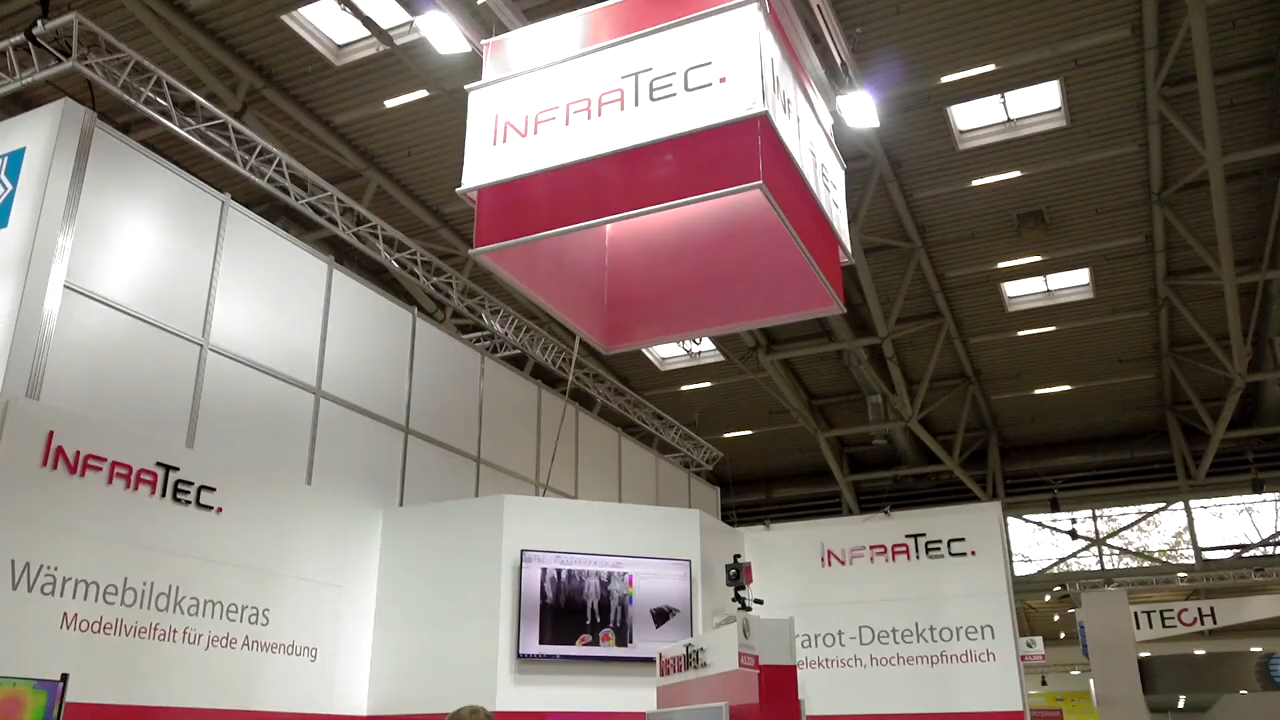 INFRATEC.
INFRATEC.
Wärmebildkameras
Modellvielfalt für jede Anwendung
INFRATEC.
rarot-Detektoren
elektrisch, hochempfindlich
INFRATEC.
ITECH